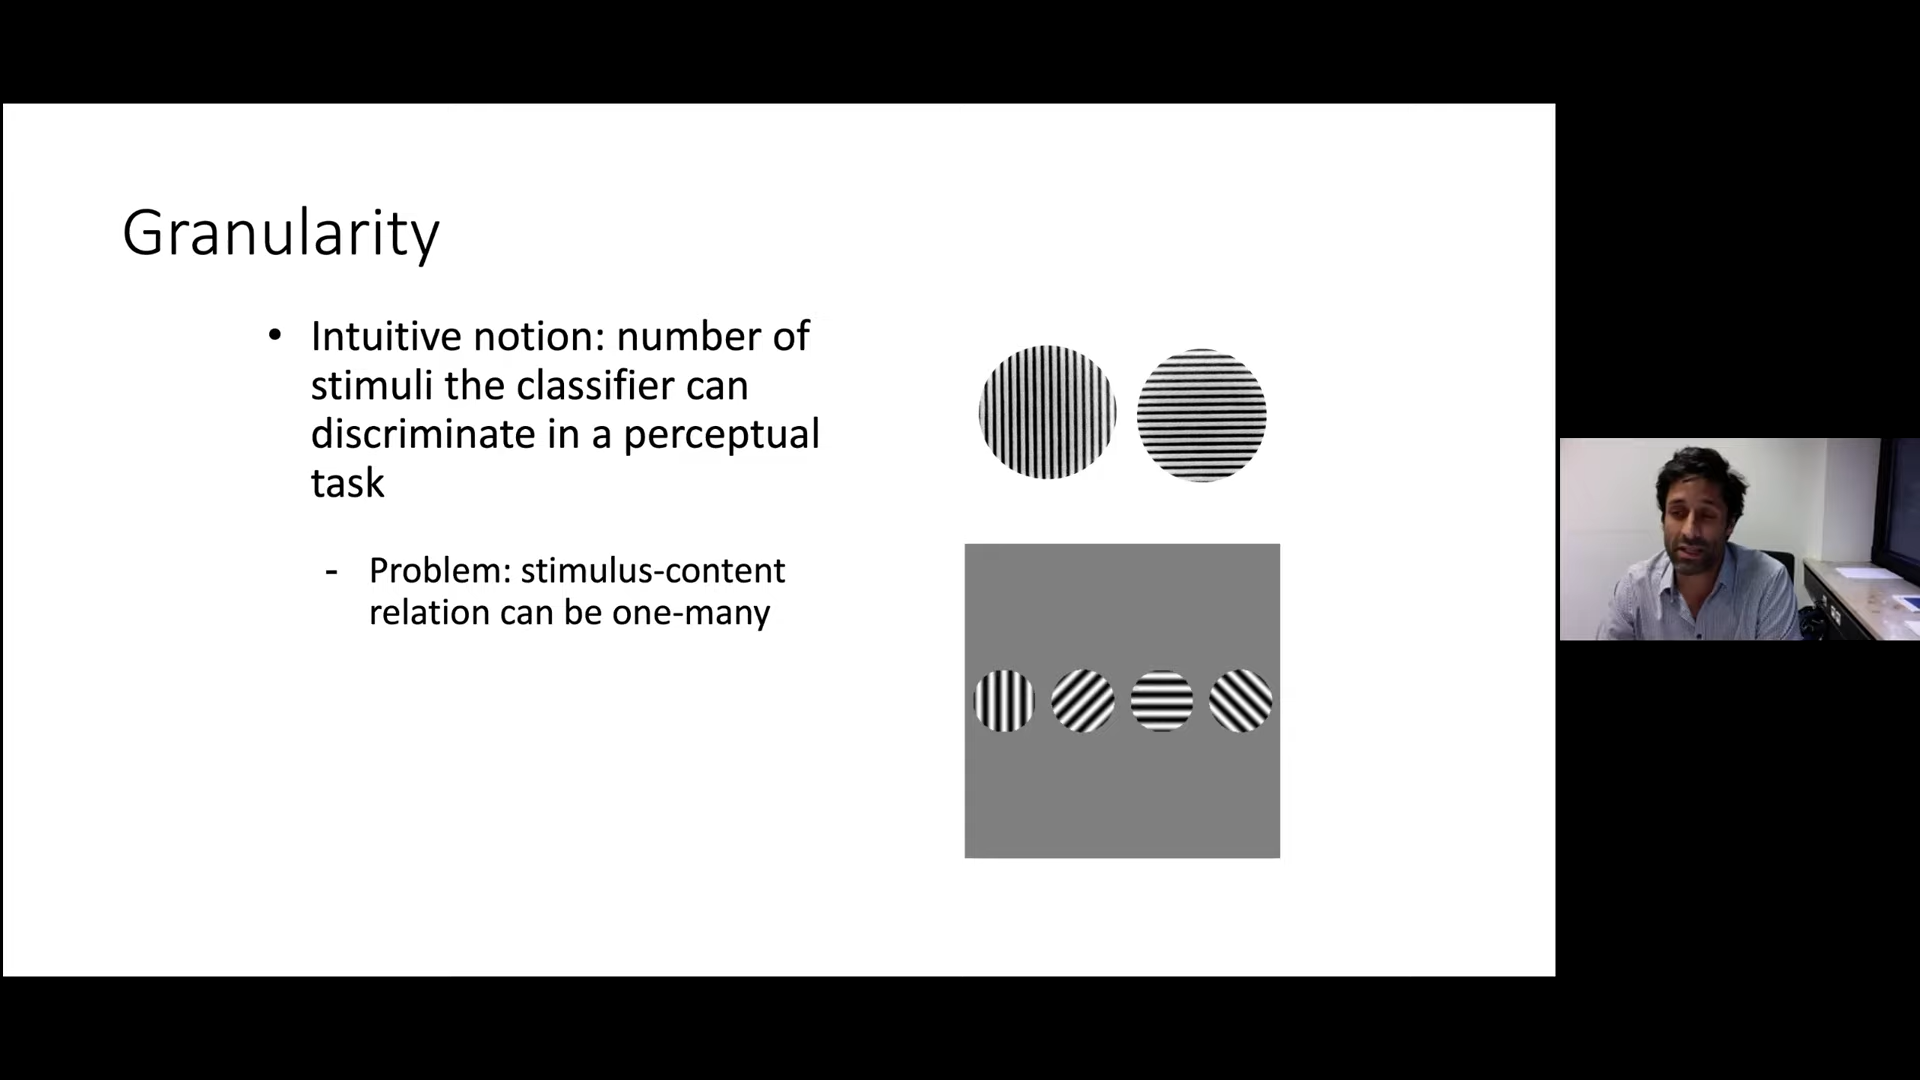 Granularity
• Intuitive notion: number of
stimuli the classifier can
discriminate in a perceptual
task
- Problem: stimulus-content
relation can be one-many